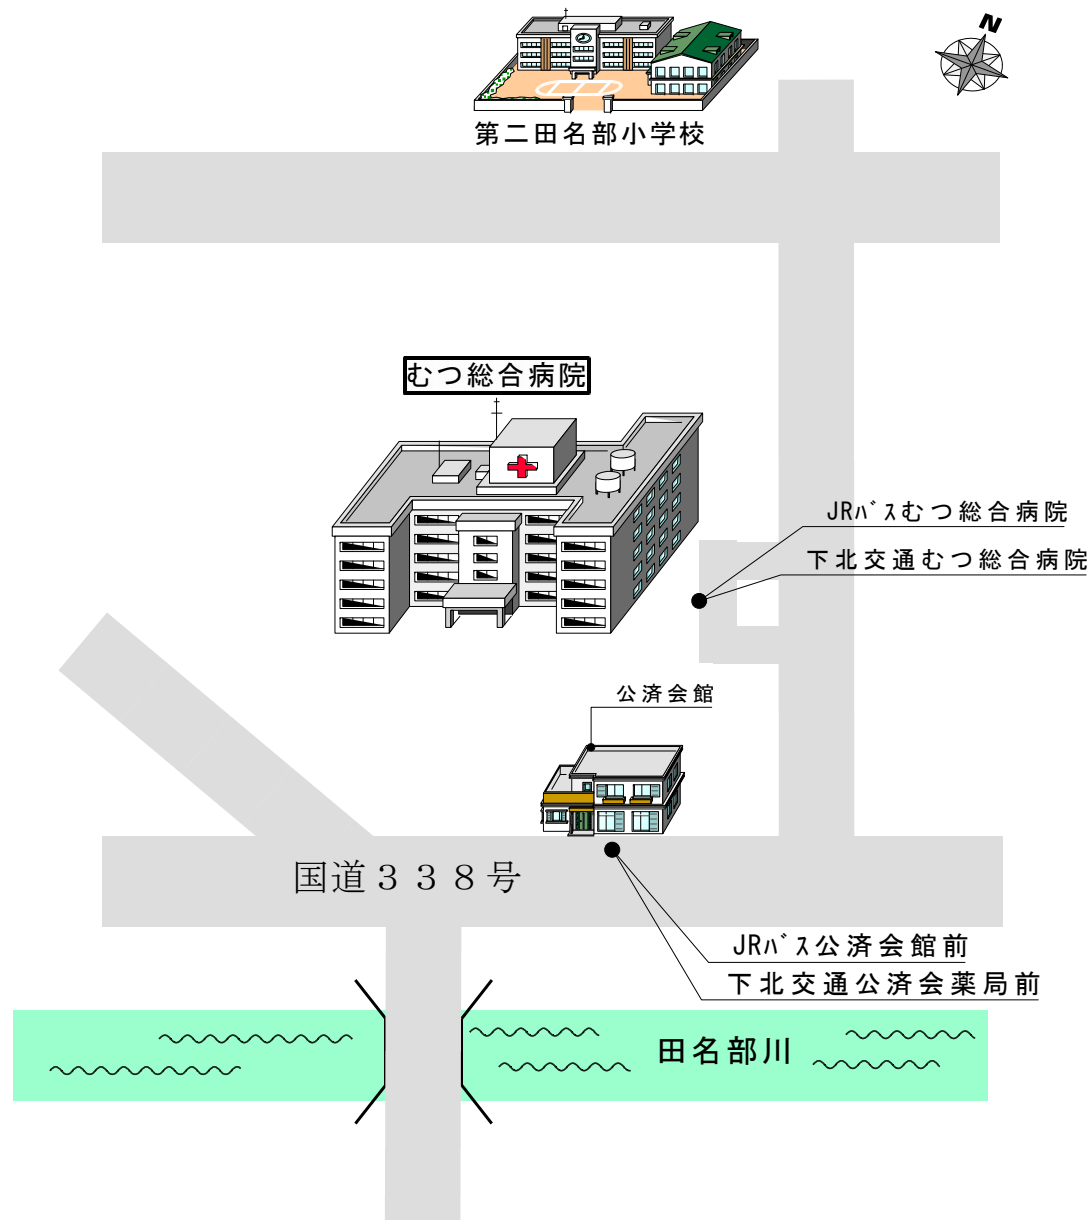 N
第二田名部小学校
むつ総合病院
JRバスむつ総合病院
下北交通むつ総合病院
公済会館
国道３３８号
JRバス公済会館前
下北交通公済会薬局前
田名部川